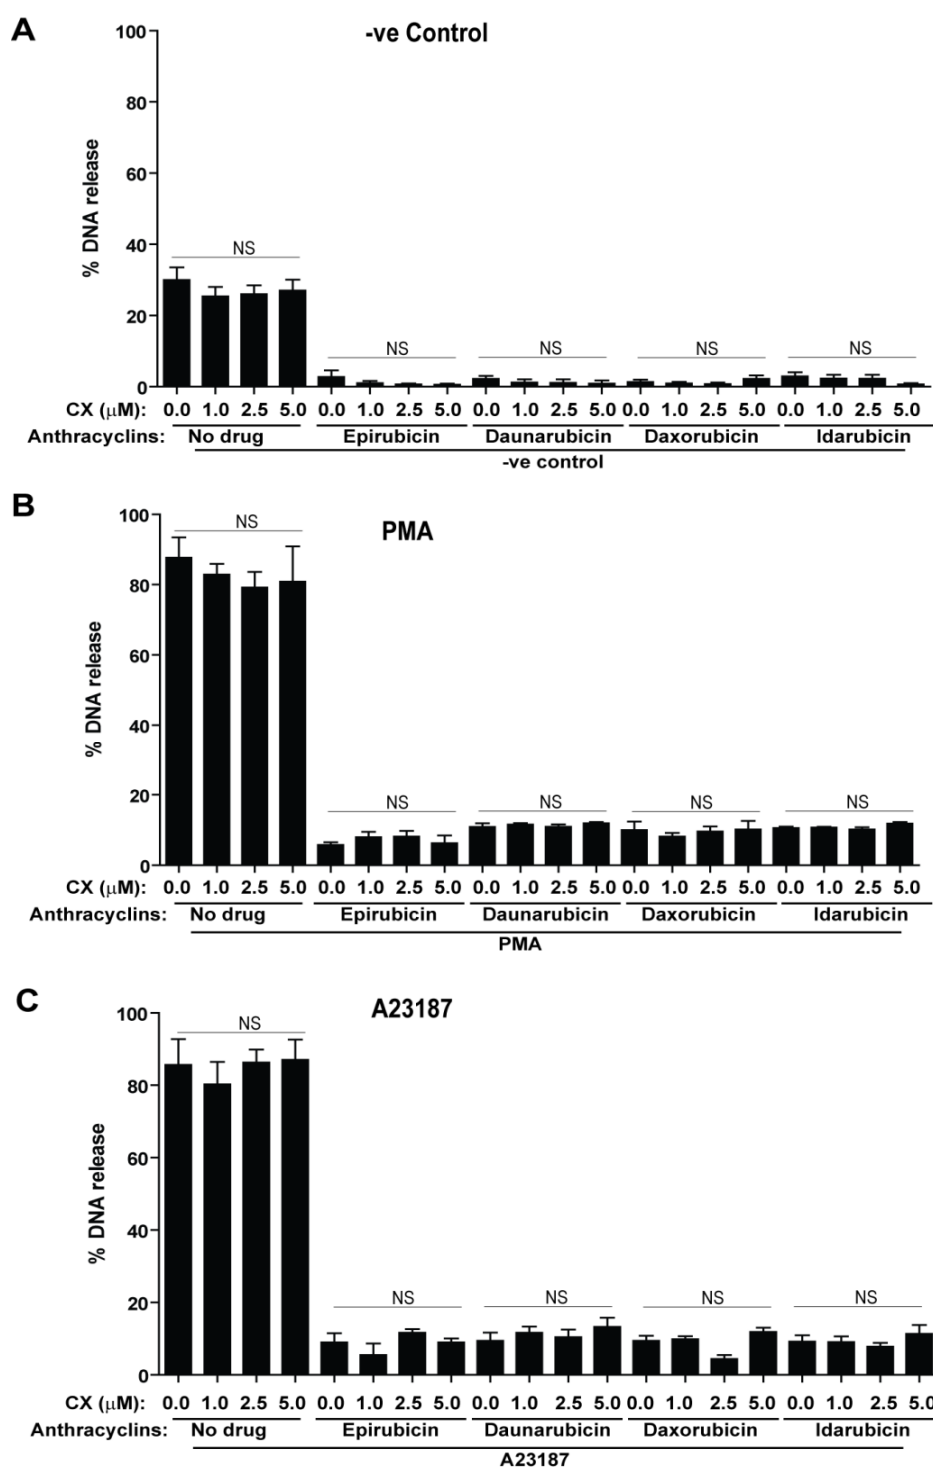 A
-ve Control
% DNA release
100
80
60
40
20
0
NS
NS
NS
NS
NS
CX (μM): 0.0 1.0 2.5 5.0 0.0 1.0 2.5 5.0 0.0 1.0 2.5 5.0 0.0 1.0 2.5 5.0 0.0 1.0 2.5 5.0
Anthracyclins: No drug Epirubicin Daunarubicin Daxorubicin Idarubicin
-ve control
B
PMA
% DNA release
100
80
60
40
20
0
NS
NS
NS
NS
NS
CX (μM): 0.0 1.0 2.5 5.0 0.0 1.0 2.5 5.0 0.0 1.0 2.5 5.0 0.0 1.0 2.5 5.0 0.0 1.0 2.5 5.0
Anthracyclins: No drug Epirubicin Daunarubicin Daxorubicin Idarubicin
PMA
C
A23187
% DNA release
100
80
60
40
20
0
NS
NS
NS
NS
NS
CX (μM): 0.0 1.0 2.5 5.0 0.0 1.0 2.5 5.0 0.0 1.0 2.5 5.0 0.0 1.0 2.5 5.0 0.0 1.0 2.5 5.0
Anthracyclins: No drug Epirubicin Daunarubicin Daxorubicin Idarubicin
A23187